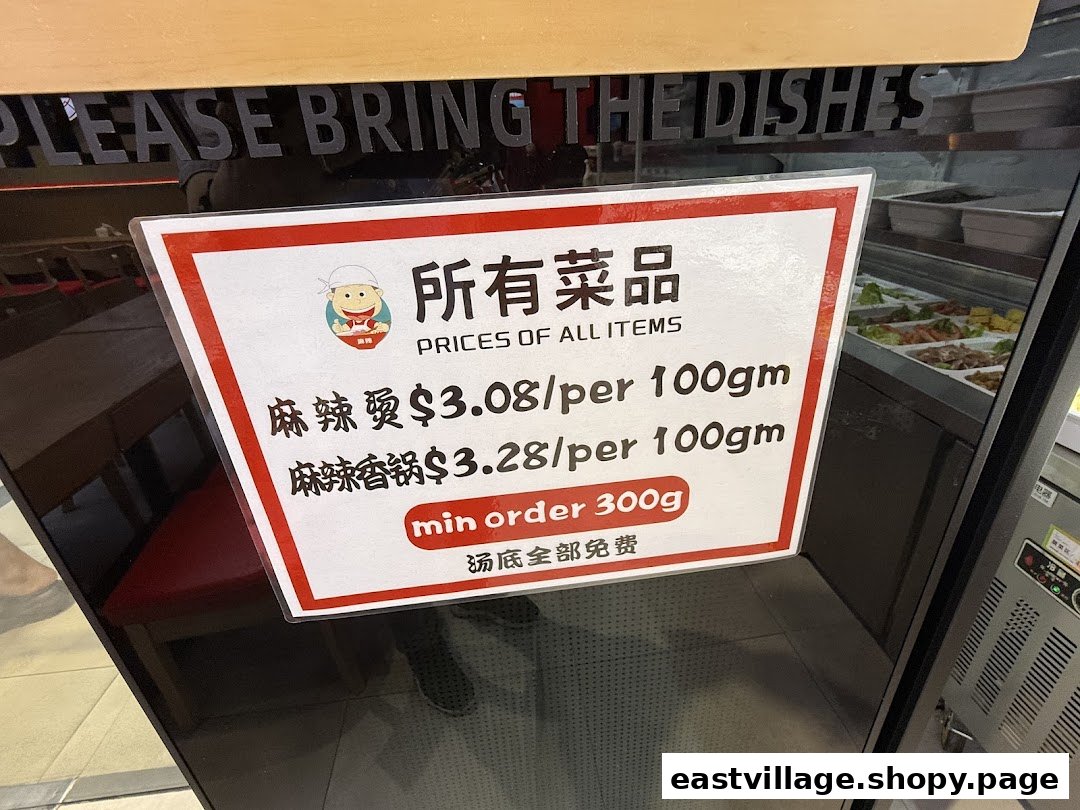 PLEASE BRING THE DISHES
所有菜品
PRICES OF ALL ITEMS
麻辣烫$3.08/per 100gm
麻辣香锅$3.28/per 100gm
min order 300g
汤底全部免费
eastvillage.shopy.page